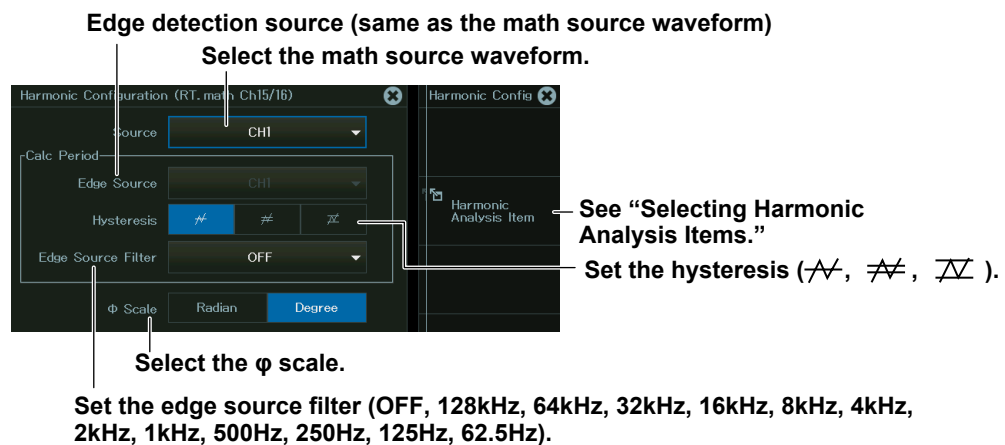 Edge detection source (same as the math source waveform)
Select the math source waveform.
Harmonic Configuration (RT.math Ch15/16)
Harmonic Config
Source
CH1
Calc Period
Edge Source
CH1
Hysteresis
Edge Source Filter
OFF
Φ Scale
Radian
Degree
Harmonic
Analysis Item
See “Selecting Harmonic
Analysis Items.”
Set the hysteresis ( , , ).
Select the φ scale.
Set the edge source filter (OFF, 128kHz, 64kHz, 32kHz, 16kHz, 8kHz, 4kHz,
2kHz, 1kHz, 500Hz, 250Hz, 125Hz, 62.5Hz).